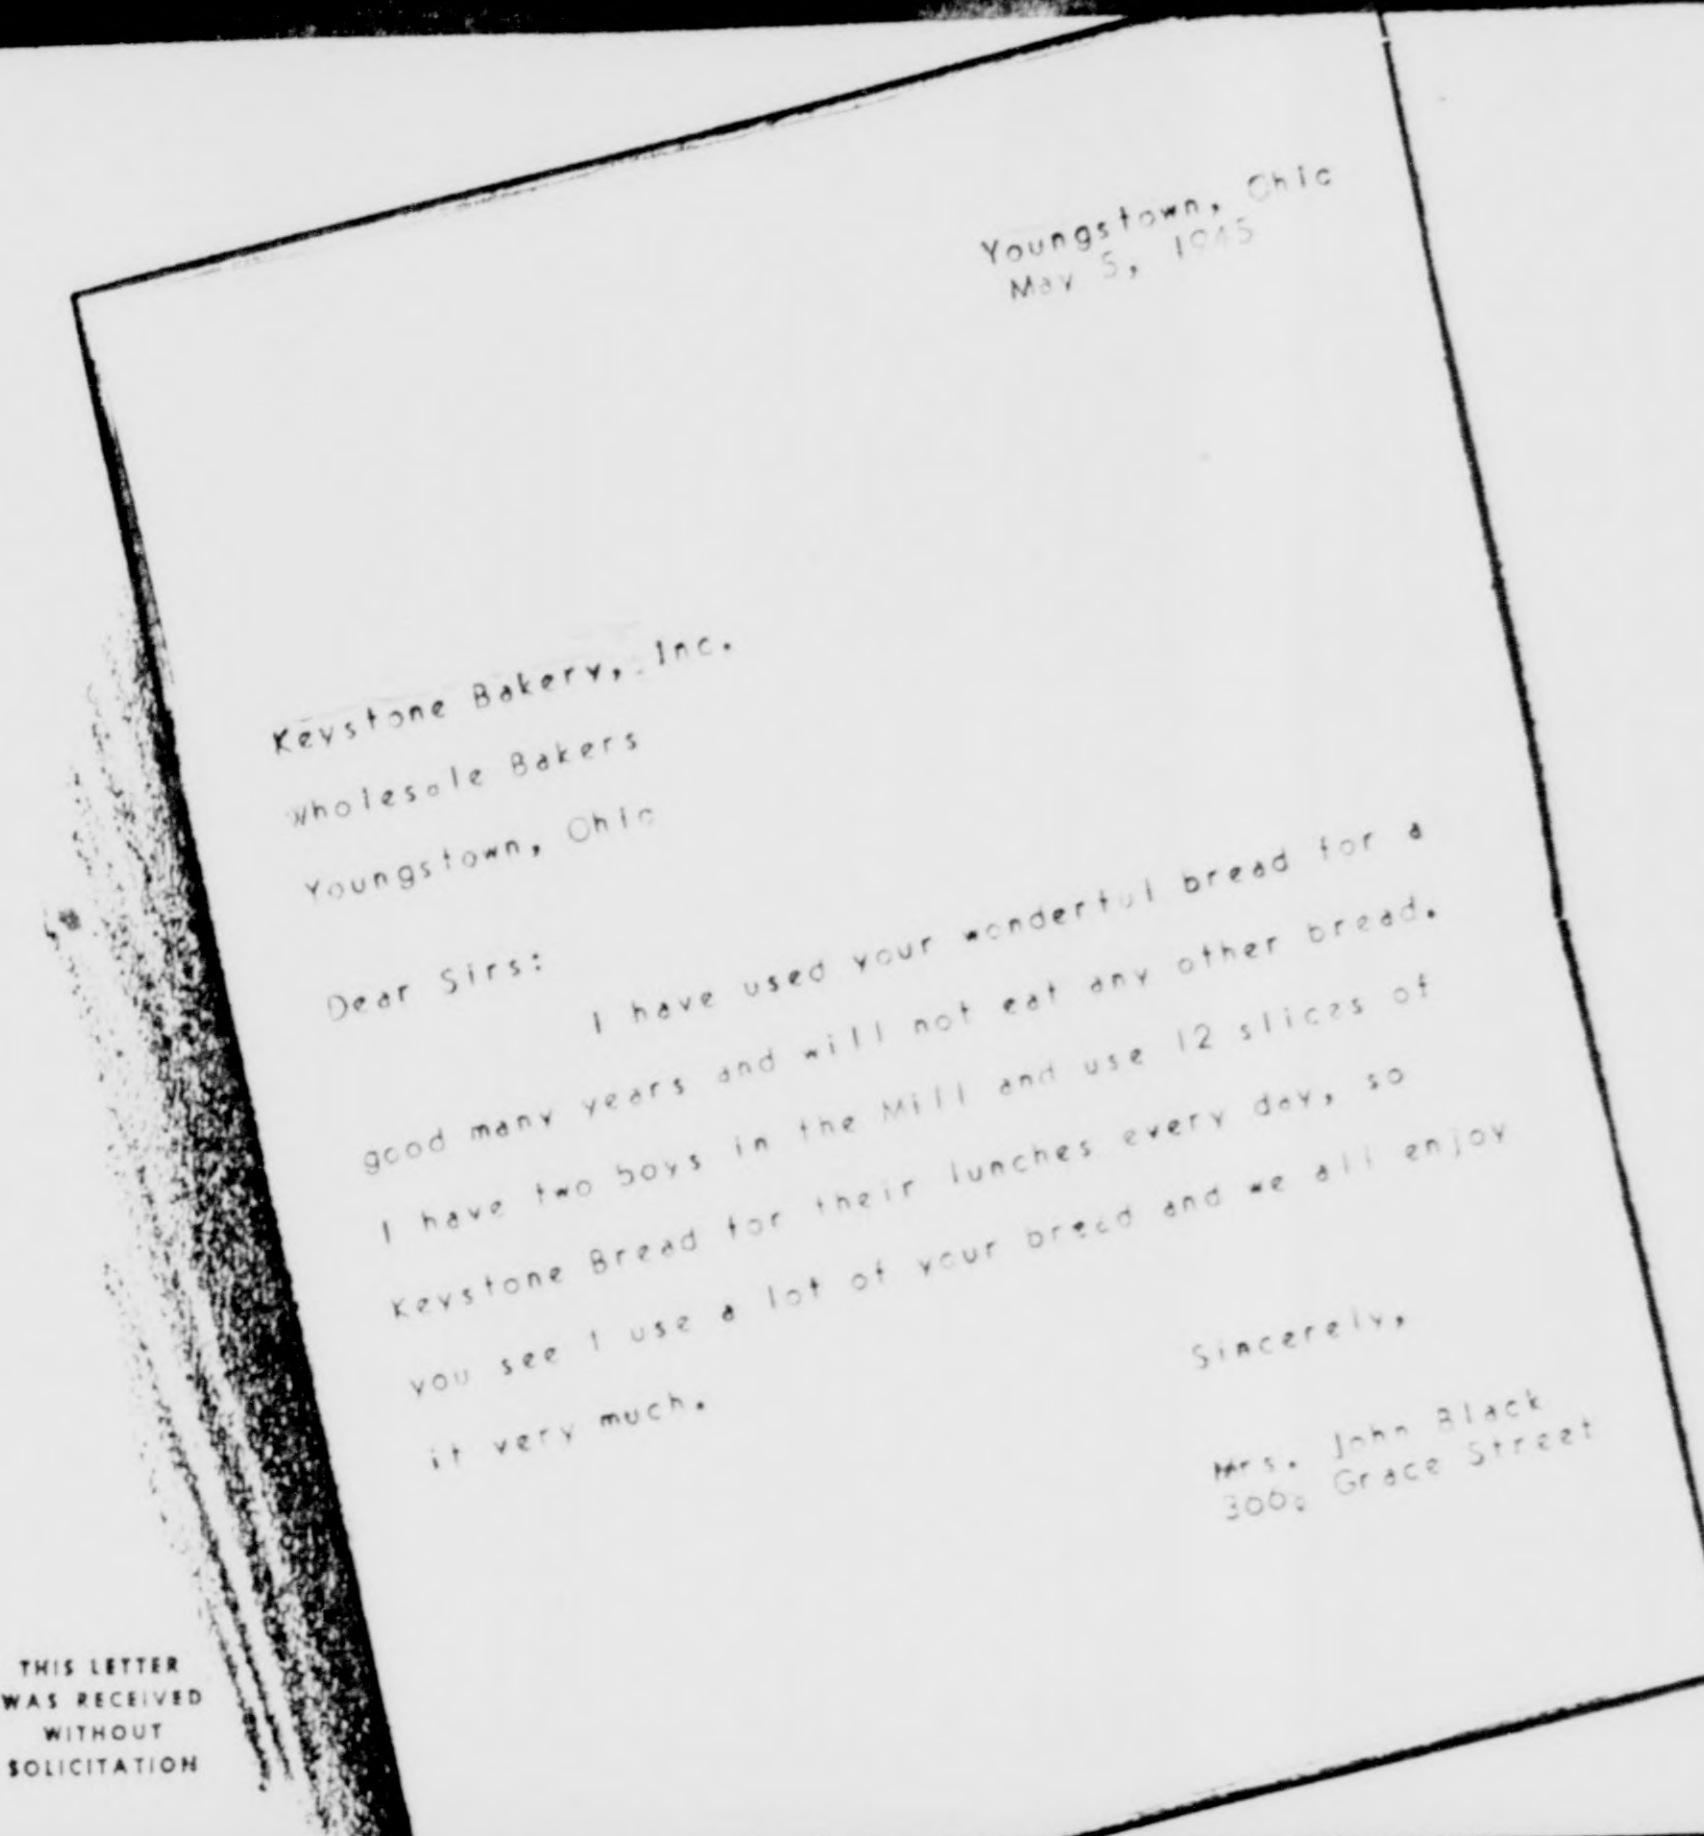 Youngstown, Ohio
May 5, 1945
Keystone Bakery, Inc.
Wholesale Bakers
Youngstown, Ohio
Dear Sirs:
I have used your wonderful bread for a
good many years and will not eat any other bread.
I have two boys in the Mill and use 12 slices of
Keystone Bread for their lunches every day, so
you see I use a lot of your bread and we all enjoy
it very much.
Sincerely,
Mrs. John Black
Grace Street
THIS LETTER
WAS RECEIVED
WITHOUT
SOLICITATION